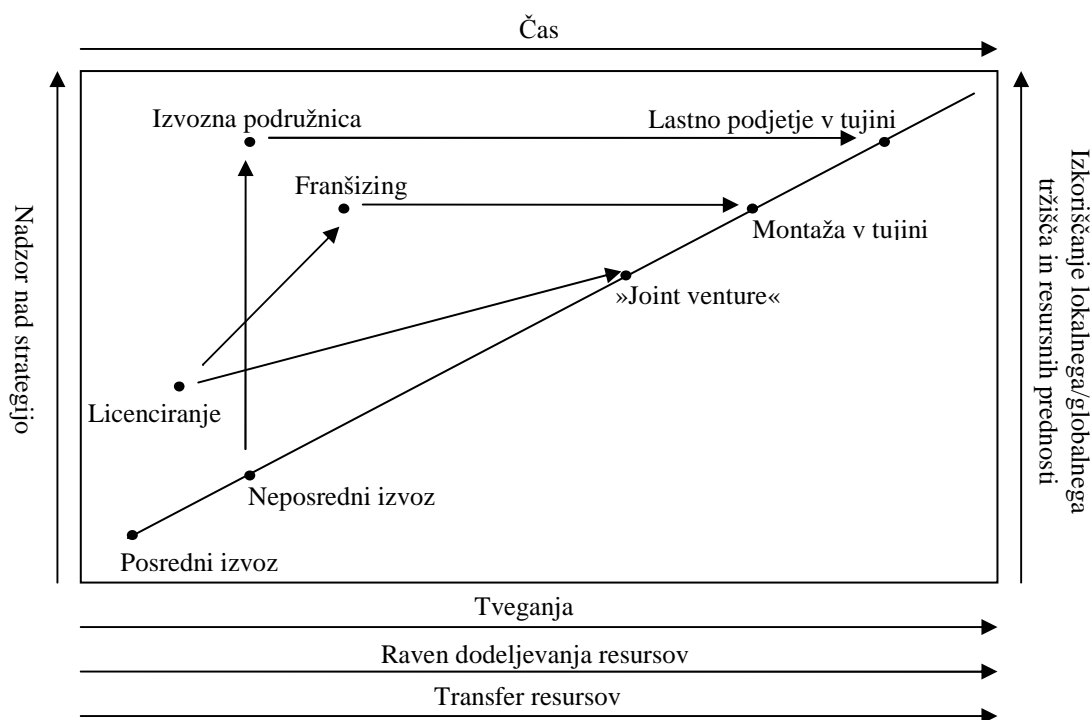 Čas
Izvozna podružnica
Lastno podjetje v tujini
Franšizing
Montaža v tujini
»Joint venture«
Licenciranje
Neposredni izvoz
Posredni izvoz
Nadzor nad strategijo
Izkoriščanje lokalnega/globalnega
tržišča in resursnih prednosti
Tveganja
Raven dodeljevanja resursov
Transfer resursov